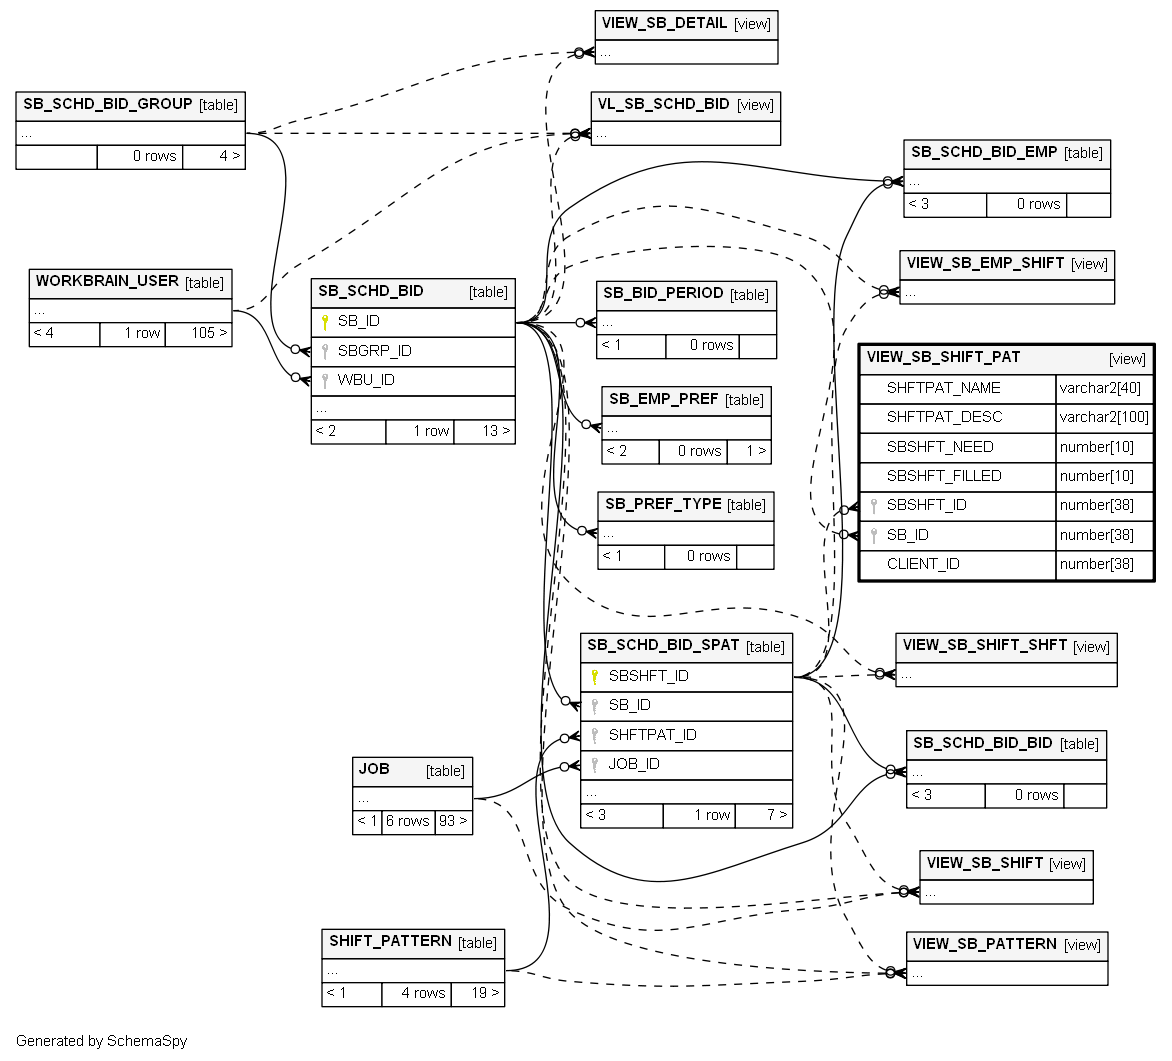 VIEW_SB_DETAIL [view]
...
SB_SCHD_BID_GROUP [table]
...
0 rows 4 >
VL_SB_SCHD_BID [view]
...
SB_SCHD_BID_EMP [table]
...
< 3 0 rows
WORKBRAIN_USER [table]
...
< 4 1 row 105 >
SB_SCHD_BID [table]
SB_ID
SBGRP_ID
WBU_ID
...
< 2 1 row 13 >
SB_BID_PERIOD [table]
...
< 1 0 rows
VIEW_SB_EMP_SHIFT [view]
...
SB_EMP_PREF [table]
...
< 2 0 rows 1 >
VIEW_SB_SHIFT_PAT [view]
SHFTPAT_NAME varchar2[40]
SHFTPAT_DESC varchar2[100]
SBSHFT_NEED number[10]
SBSHFT_FILLED number[10]
SBSHFT_ID number[38]
SB_ID number[38]
CLIENT_ID number[38]
SB_PREF_TYPE [table]
...
< 1 0 rows
SB_SCHD_BID_SPAT [table]
SBSHFT_ID
SB_ID
SHFTPAT_ID
JOB_ID
...
< 3 1 row 7 >
VIEW_SB_SHIFT_SHFT [view]
...
SB_SCHD_BID_BID [table]
...
< 3 0 rows
JOB [table]
...
< 1 6 rows 93 >
VIEW_SB_SHIFT [view]
...
SHIFT_PATTERN [table]
...
< 1 4 rows 19 >
VIEW_SB_PATTERN [view]
...
Generated by SchemaSpy